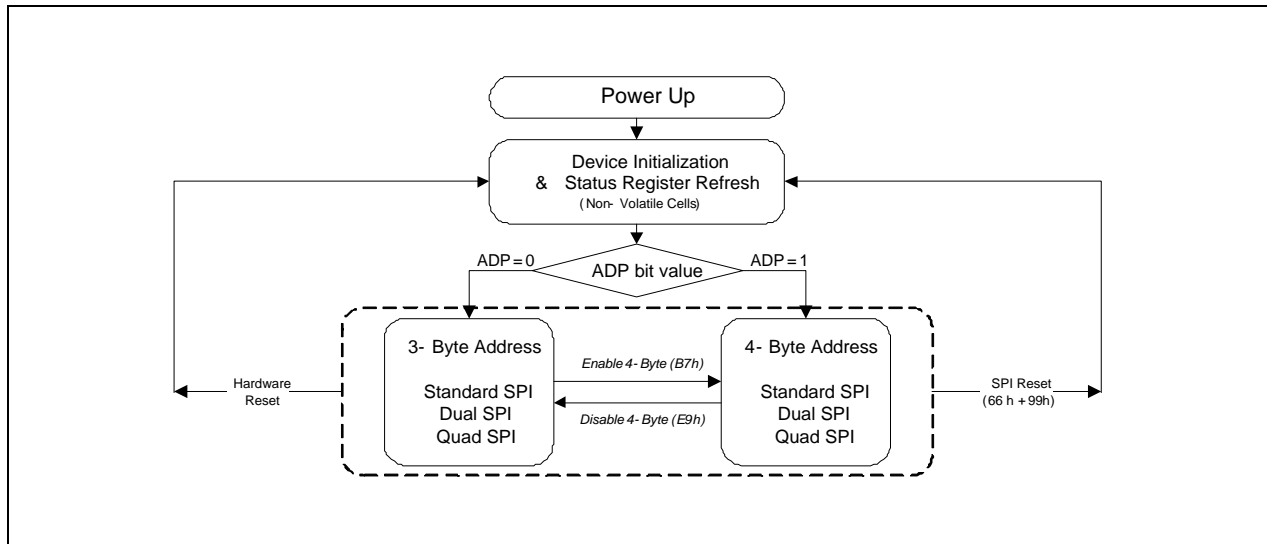 Power Up
Device Initialization
& Status Register Refresh
( Non- Volatile Cells)
ADP = 0
ADP bit value
ADP = 1
3- Byte Address
Standard SPI
Dual SPI
Quad SPI
Enable 4- Byte (B7h)
Disable 4- Byte (E9h)
4- Byte Address
Standard SPI
Dual SPI
Quad SPI
Hardware
Reset
SPI Reset
(66 h + 99h)